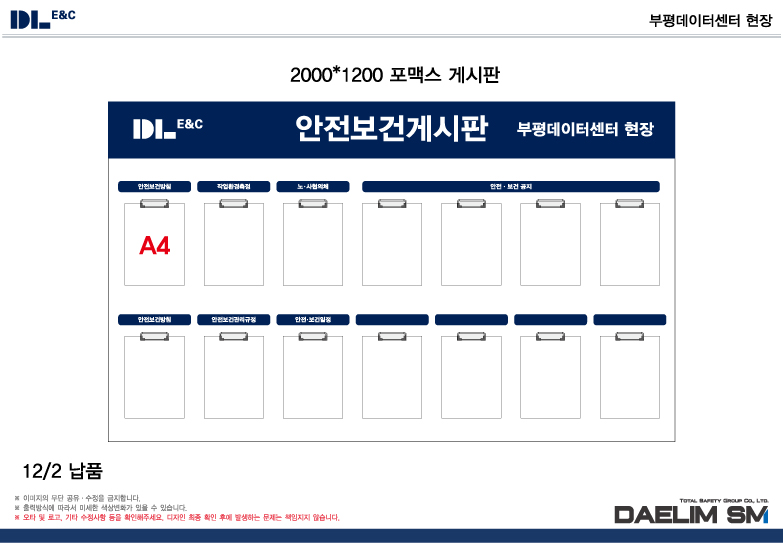 DL E&C
부평데이터센터 현장
2000*1200 포맥스 게시판
DL E&C 안전보건게시판 부평데이터센터 현장
안전보건방침 작업환경측정 노·사협의체 안전·보건 공지
A4
안전보건방침 안전보건관리규정 안전·보건일정
12/2 납품
※ 이미지의 무단 공유·수정을 금지합니다.
※ 출력방식에 따라서 미세한 색상변화가 있을 수 있습니다.
※ 오타 및 로고, 기타 수정사항 등을 확인해주세요. 디자인 최종 확인 후에 발생하는 문제는 책임지지 않습니다.
TOTAL SAFETY GROUP CO., LTD.
DAELIM SM